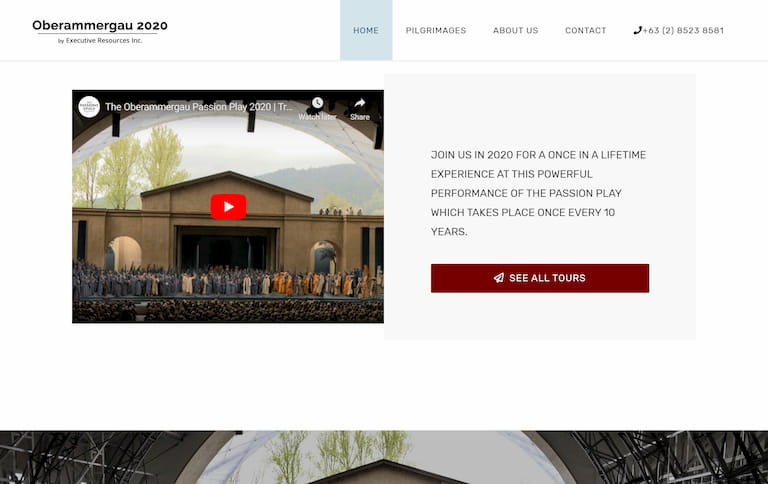 Oberammergau 2020
by Executive Resources Inc.
HOME
PILGRIMAGES
ABOUT US
CONTACT
+63 (2) 8523 8581
The Oberammergau Passion Play 2020 | Tr...
Watch later
Share
JOIN US IN 2020 FOR A ONCE IN A LIFETIME
EXPERIENCE AT THIS POWERFUL
PERFORMANCE OF THE PASSION PLAY
WHICH TAKES PLACE ONCE EVERY 10
YEARS.
SEE ALL TOURS